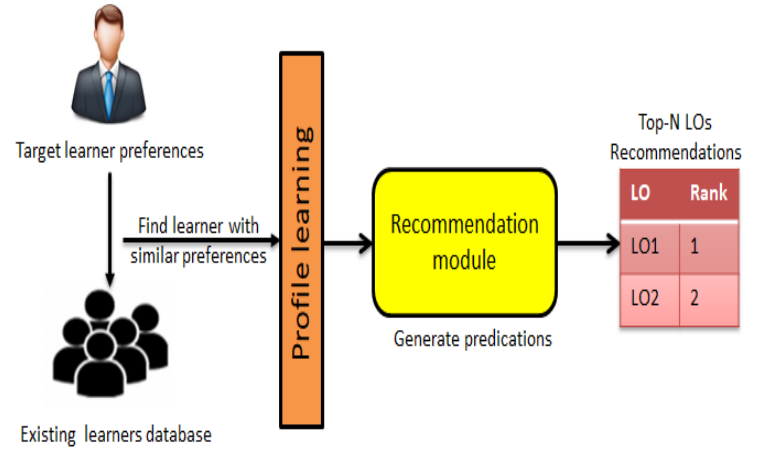 Target learner preferences
Find learner with
similar preferences
Existing learners database
Profile learning
Recommendation
module
Generate predications
Top-N LOs
Recommendations
LO Rank
LO1 1
LO2 2